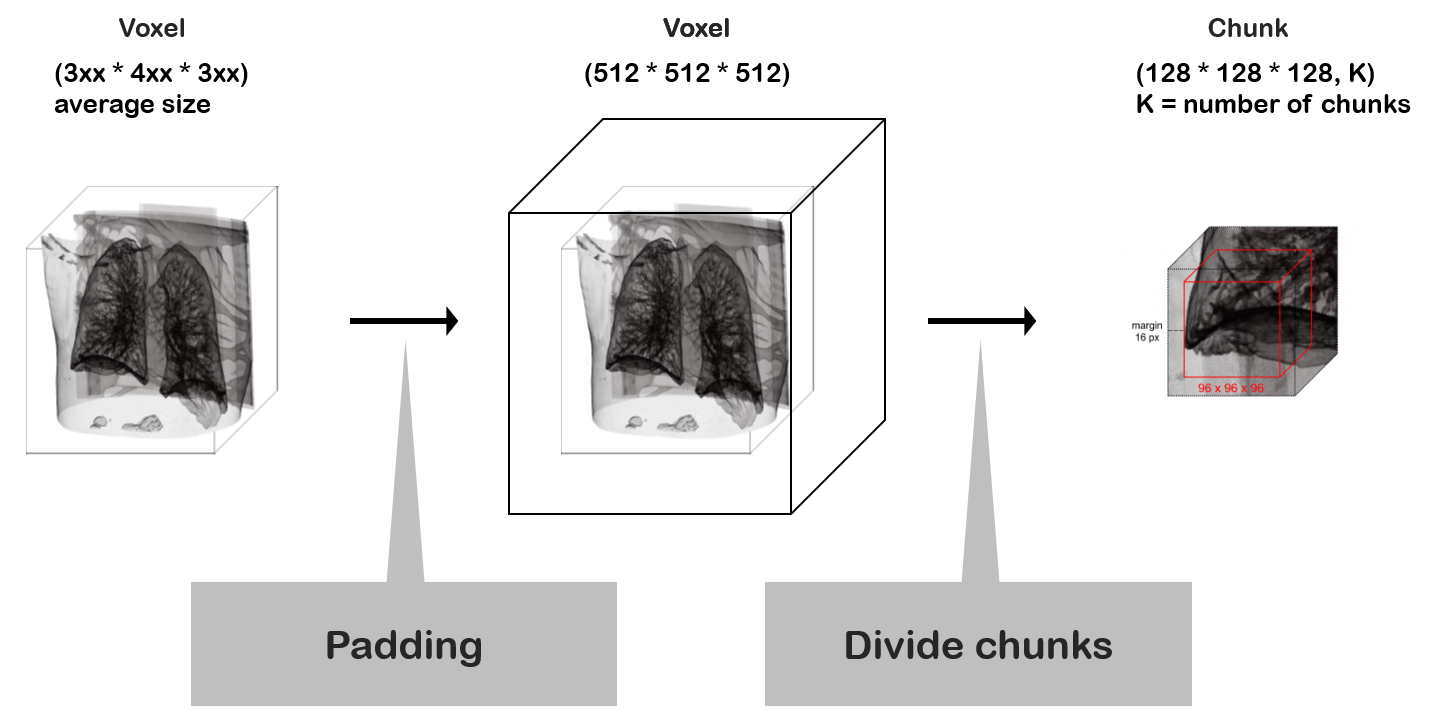 Voxel
(3xx * 4xx * 3xx)
average size
Voxel
(512 * 512 * 512)
Chunk
(128 * 128 * 128, K)
K = number of chunks
margin
16 px
96 x 96 x 96
Padding
Divide chunks